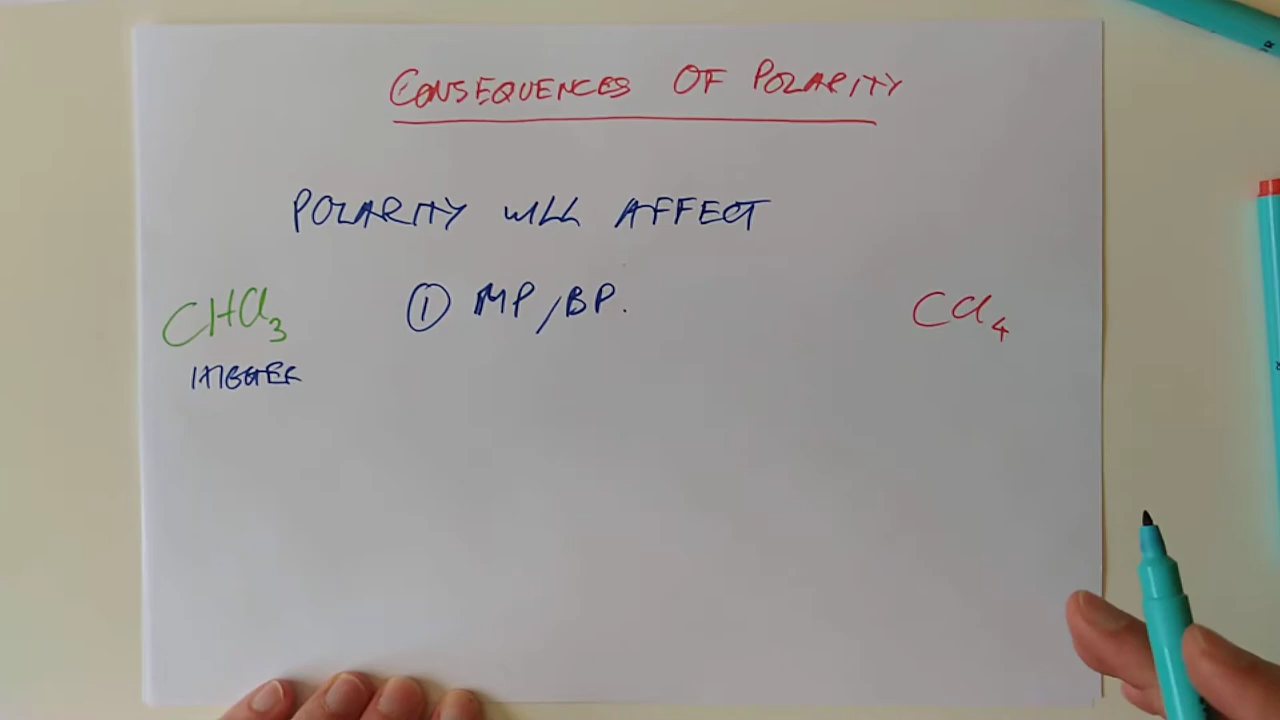 CONSEQUENCES OF POLARITY
POLARITY WILL AFFECT
CHCl3
① MP/BP.
CCl4
HIGHER